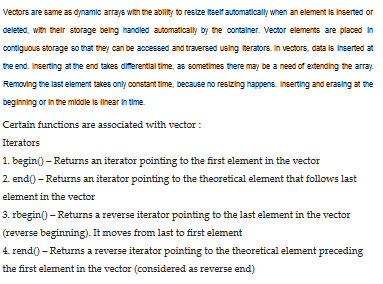 Vectors are same as dynamic arrays with the ability to resize itself automatically when an element is inserted or
deleted, with their storage being handled automatically by the container. Vector elements are placed in
contiguous storage so that they can be accessed and traversed using iterators. In vectors, data is inserted at
the end. Inserting at the end takes differential time, as sometimes there may be a need of extending the array.
Removing the last element takes only constant time, because no resizing happens. Inserting and erasing at the
beginning or in the middle is linear in time.
Certain functions are associated with vector :
Iterators
1. begin() – Returns an iterator pointing to the first element in the vector
2. end() – Returns an iterator pointing to the theoretical element that follows last
element in the vector
3. rbegin() – Returns a reverse iterator pointing to the last element in the vector
(reverse beginning). It moves from last to first element
4. rend() – Returns a reverse iterator pointing to the theoretical element preceding
the first element in the vector (considered as reverse end)